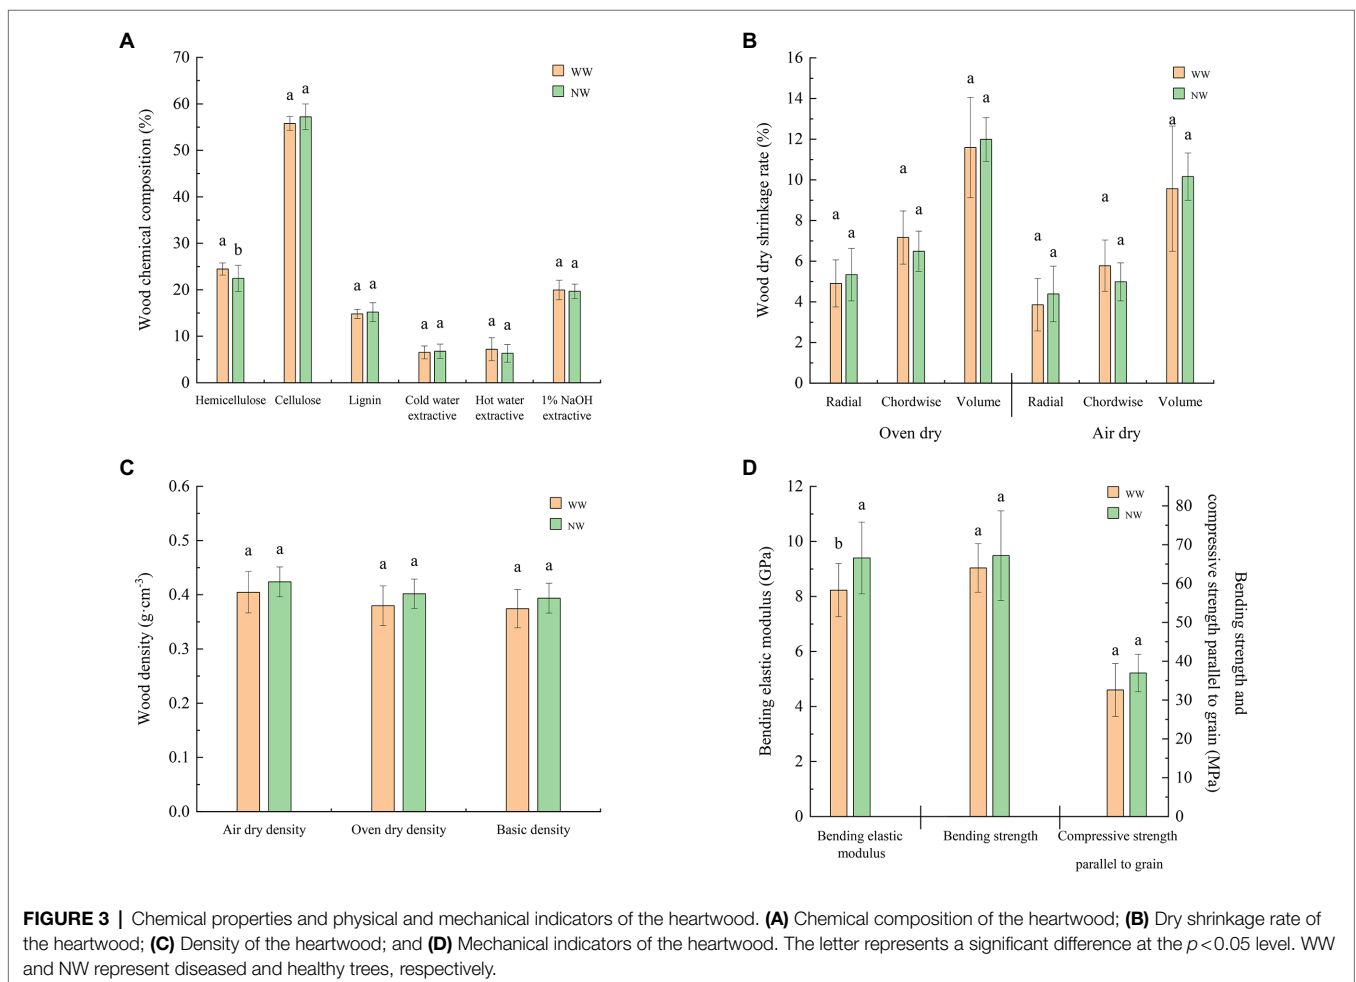 A
Wood chemical composition (%)
70
60
50
40
30
20
10
0
WW
NW
a b
a a
a a
a a
a a
a a
Hemicellulose Cellulose Lignin Cold water extractive Hot water extractive 1% NaOH extractive
B
Wood dry shrinkage rate (%)
16
14
12
10
8
6
4
2
0
WW
NW
a a
a a
a a
a a
a a
a a
Radial Chordwise Volume Radial Chordwise Volume
Oven dry Air dry
C
Wood density (g·cm⁻³)
0.6
0.5
0.4
0.3
0.2
0.1
0.0
WW
NW
a a
a a
a a
Air dry density Oven dry density Basic density
D
Bending elastic modulus (GPa)
12
10
8
6
4
2
0
WW
NW
b a
a a
a a
80
70
60
50
40
30
20
10
0
Bending strength and
compressive strength parallel to grain (MPa)
Bending elastic modulus Bending strength Compressive strength parallel to grain
FIGURE 3 | Chemical properties and physical and mechanical indicators of the heartwood. (A) Chemical composition of the heartwood; (B) Dry shrinkage rate of
the heartwood; (C) Density of the heartwood; and (D) Mechanical indicators of the heartwood. The letter represents a significant difference at the p < 0.05 level. WW
and NW represent diseased and healthy trees, respectively.